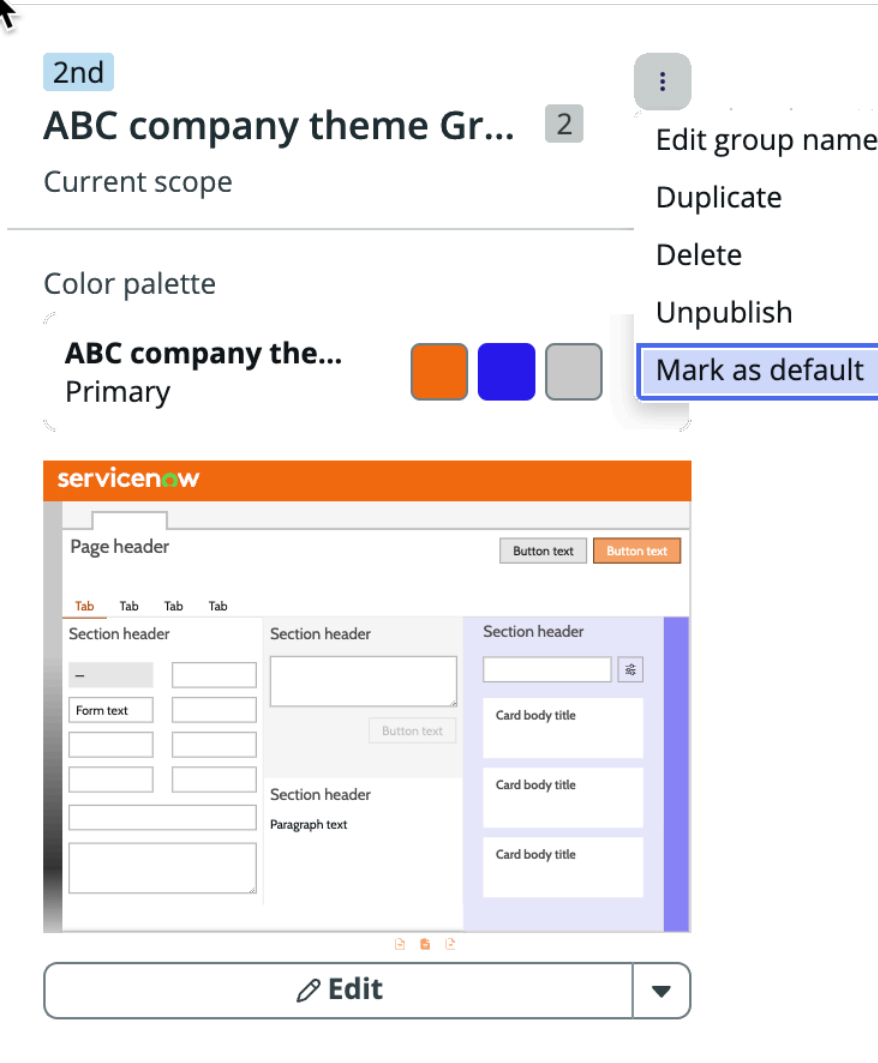 2nd
ABC company theme Gr... 2
Current scope
Edit group name
Duplicate
Delete
Unpublish
Mark as default
Color palette
ABC company the...
Primary
servicenow
Page header
Button text Button text
Tab Tab Tab Tab
Section header
Form text
Section header
Button text
Section header
Paragraph text
Section header
Card body title
Card body title
Card body title
Edit